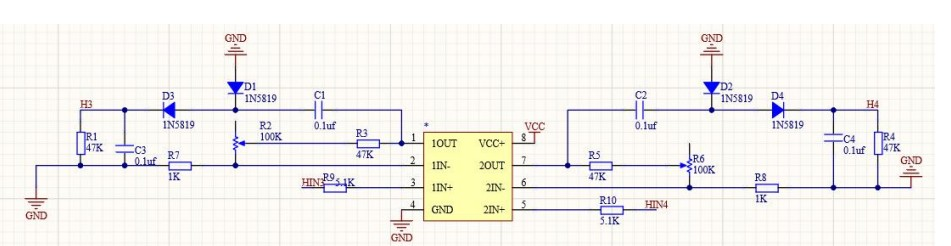 GND
GND
D1
1N5819
D2
1N5819
H3
D3
1N5819
C1
0.1uf
C2
0.1uf
D4
1N5819
H4
R1
47K
C3
0.1uf
R7
1K
R2
100K
R3
47K
*
VCC
1
1OUT
VCC+
8
2
1IN-
2OUT
7
3
1IN+
2IN-
6
4
GND
2IN+
5
R5
47K
R6
100K
C4
0.1uf
R4
47K
GND
R9
5.1K
R8
1K
R10
5.1K
HIN4
GND
GND